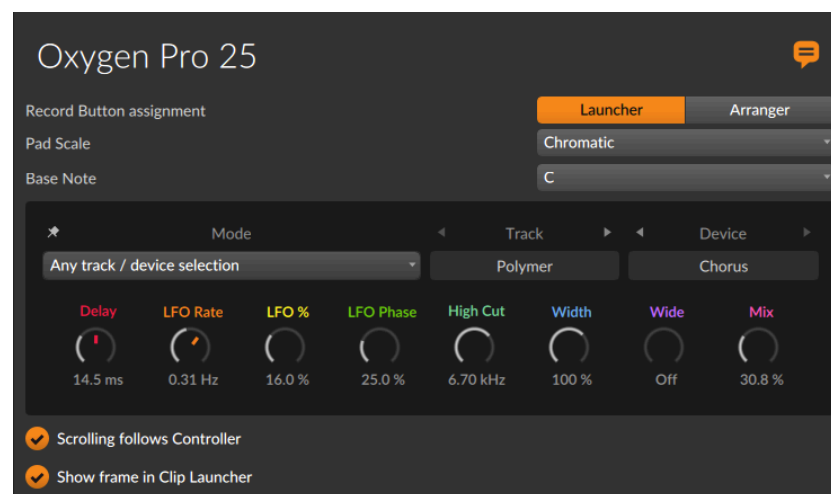 Oxygen Pro 25
Record Button assignment Launcher Arranger
Pad Scale Chromatic
Base Note C
Mode Track Device
Any track / device selection Polymer Chorus
Delay LFO Rate LFO % LFO Phase High Cut Width Wide Mix
14.5 ms 0.31 Hz 16.0 % 25.0 % 6.70 kHz 100 % Off 30.8 %
Scrolling follows Controller
Show frame in Clip Launcher